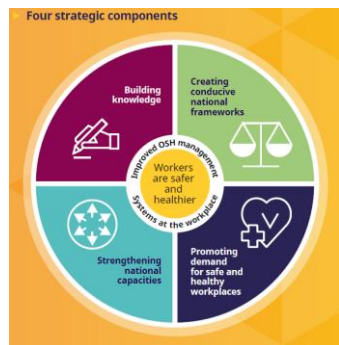 Four strategic components
Building
knowledge
Creating
conducive
national
frameworks
Improved OSH management
Workers
are safer
and
healthier
Systems at the workplace
Strengthening
national
capacities
Promoting
demand
for safe and
healthy
workplaces